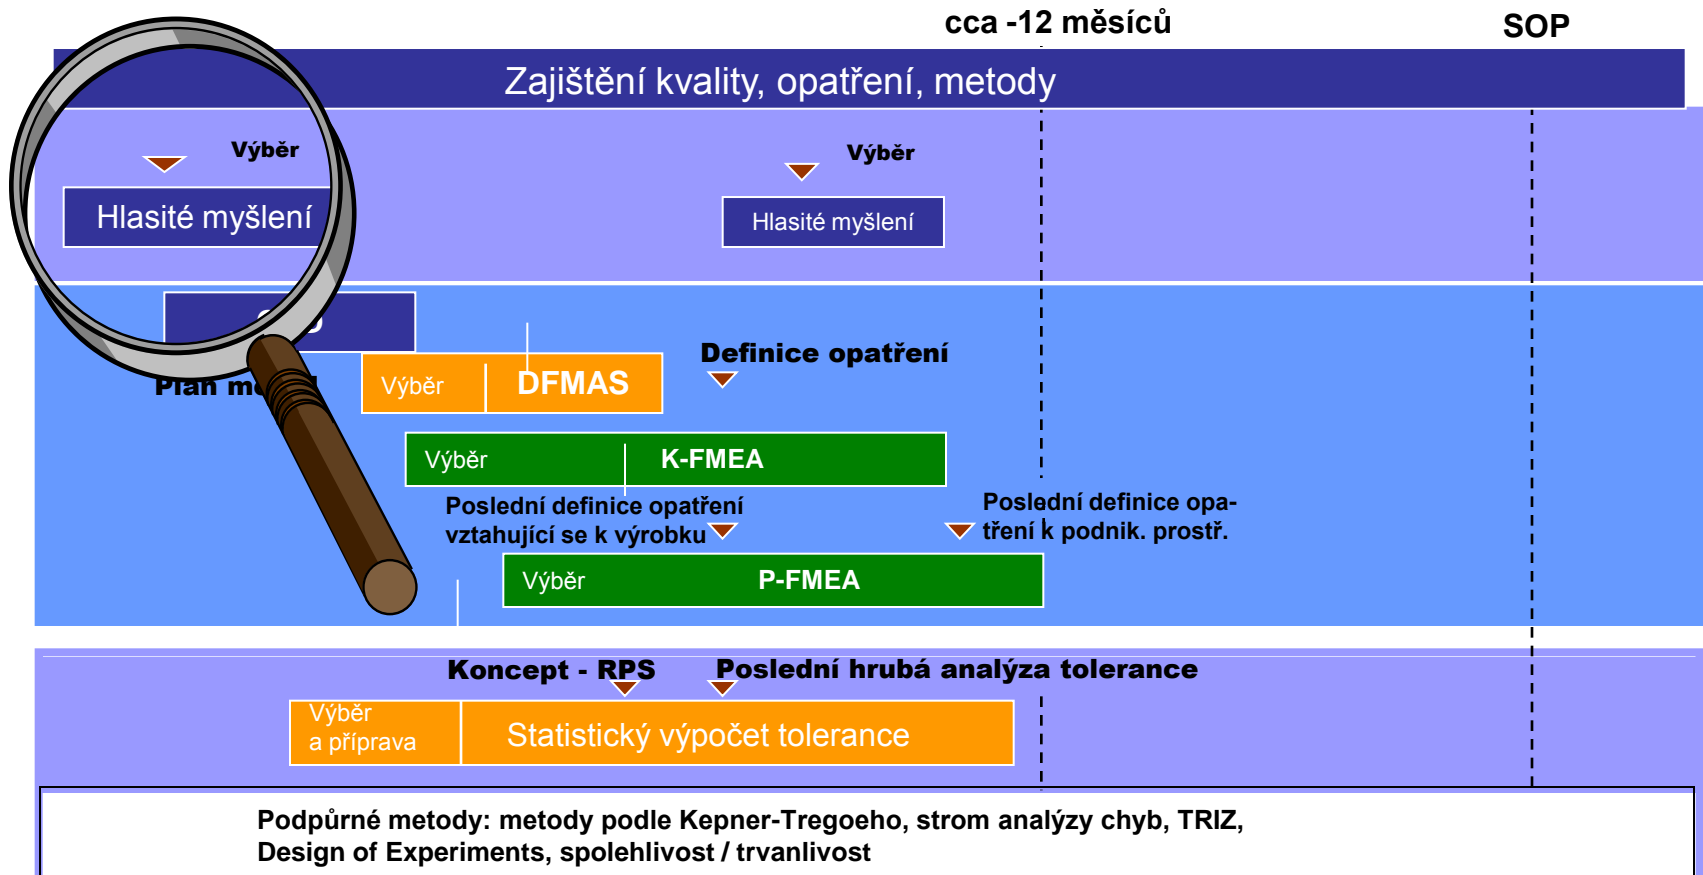 cca -12 měsíců
SOP
Zajištění kvality, opatření, metody
Výběr
Výběr
Hlasité myšlení
Hlasité myšlení
Definice opatření
Plán
Výběr
DFMAS
Výběr
K-FMEA
Poslední definice opatření
vztahující se k výrobku
Poslední definice opa-
tření k podnik. prostř.
Výběr
P-FMEA
Koncept - RPS
Poslední hrubá analýza tolerance
Výběr
a příprava
Statistický výpočet tolerance
Podpůrné metody: metody podle Kepner-Tregoeho, strom analýzy chyb, TRIZ,
Design of Experiments, spolehlivost / trvanlivost